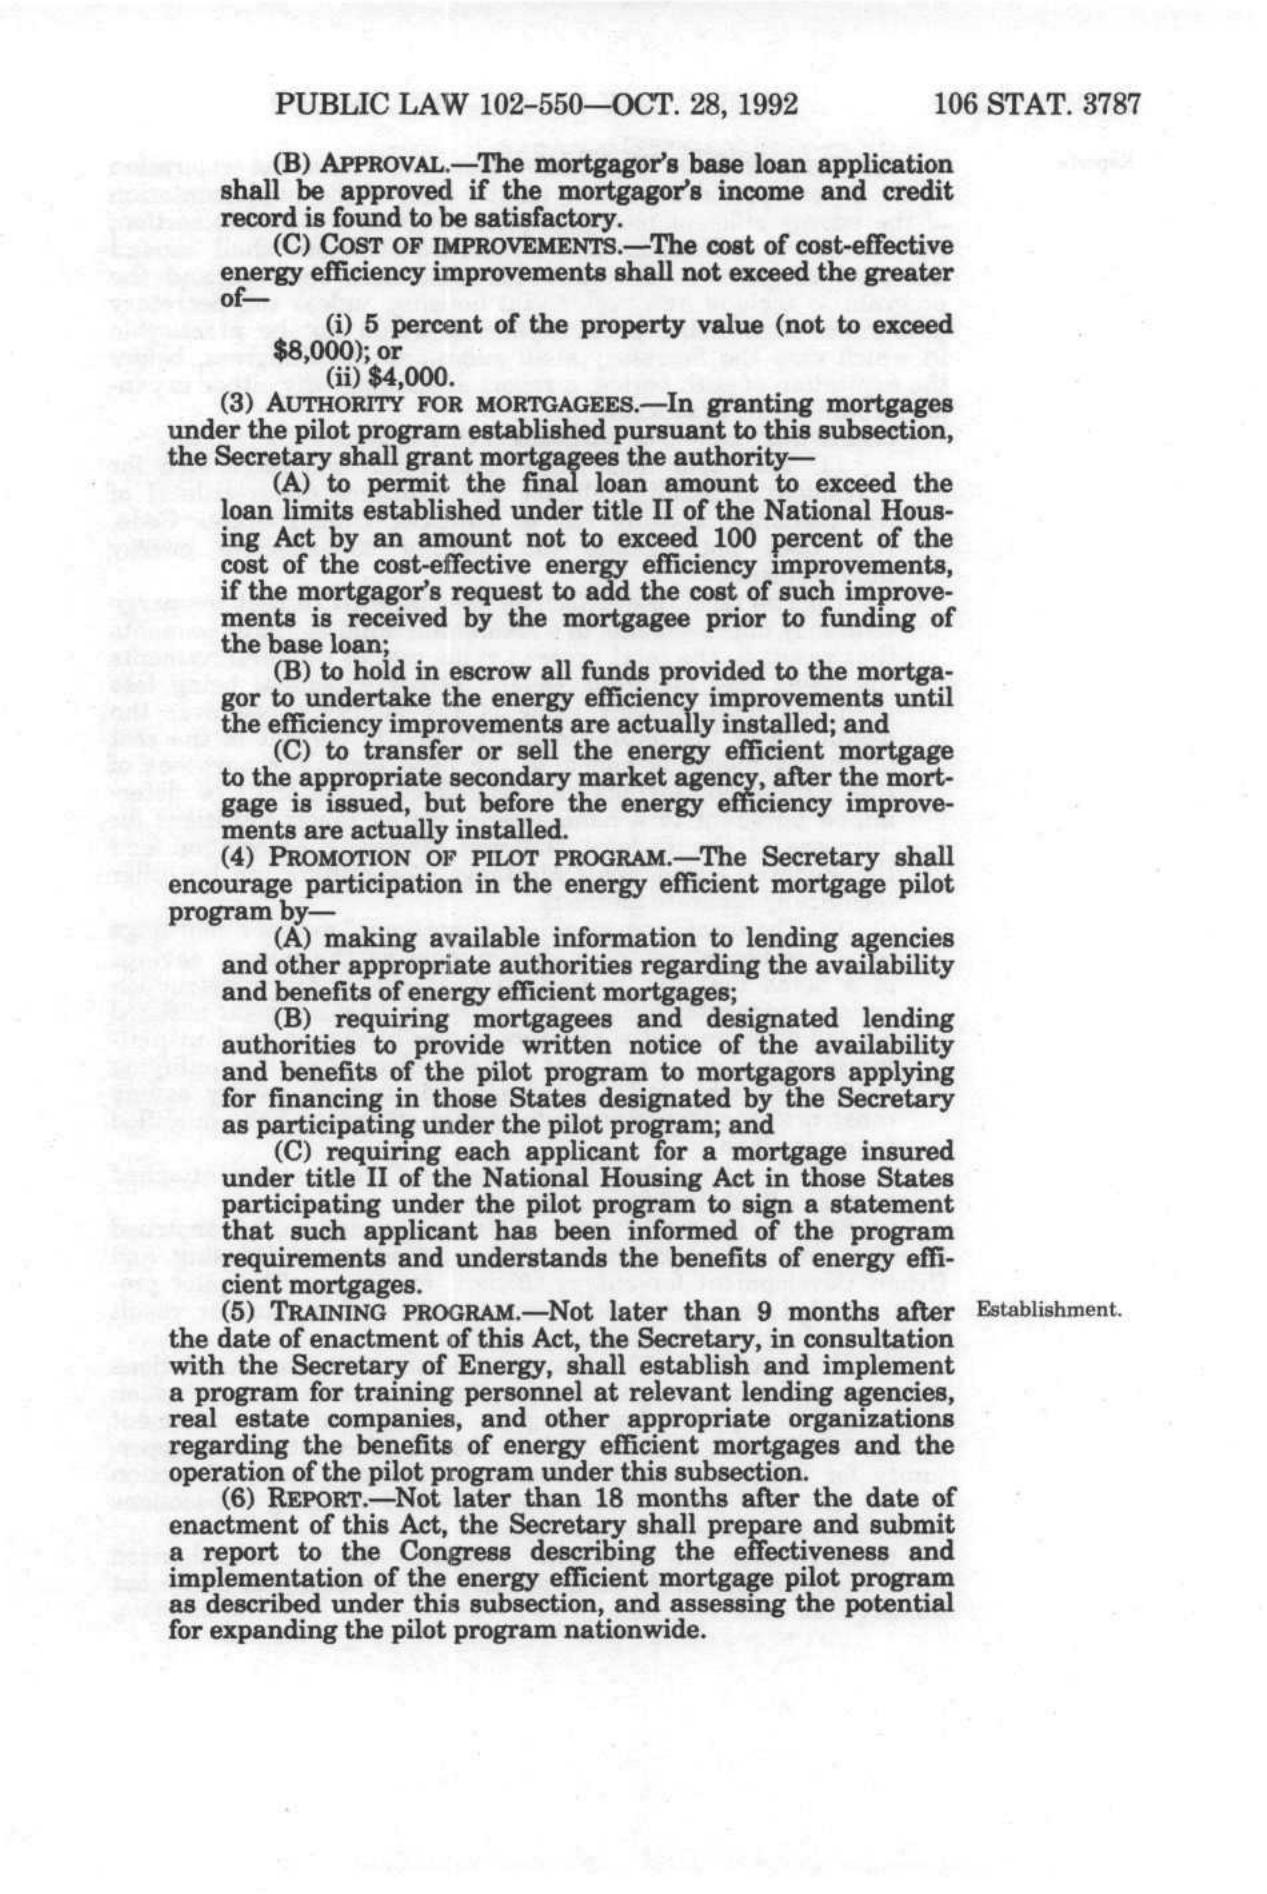 PUBLIC LAW 102–550—OCT. 28, 1992 106 STAT. 3787
(B) APPROVAL.—The mortgagor's base loan application
shall be approved if the mortgagor's income and credit
record is found to be satisfactory.
(C) COST OF IMPROVEMENTS.—The cost of cost-effective
energy efficiency improvements shall not exceed the greater
of—
(i) 5 percent of the property value (not to exceed
$8,000); or
(ii) $4,000.
(3) AUTHORITY FOR MORTGAGEES.—In granting mortgages
under the pilot program established pursuant to this subsection,
the Secretary shall grant mortgagees the authority—
(A) to permit the final loan amount to exceed the
loan limits established under title II of the National Hous-
ing Act by an amount not to exceed 100 percent of the
cost of the cost-effective energy efficiency improvements,
if the mortgagor's request to add the cost of such improve-
ments is received by the mortgagee prior to funding of
the base loan;
(B) to hold in escrow all funds provided to the mortga-
gor to undertake the energy efficiency improvements until
the efficiency improvements are actually installed; and
(C) to transfer or sell the energy efficient mortgage
to the appropriate secondary market agency, after the mort-
gage is issued, but before the energy efficiency improve-
ments are actually installed.
(4) PROMOTION OF PILOT PROGRAM.—The Secretary shall
encourage participation in the energy efficient mortgage pilot
program by—
(A) making available information to lending agencies
and other appropriate authorities regarding the availability
and benefits of energy efficient mortgages;
(B) requiring mortgagees and designated lending
authorities to provide written notice of the availability
and benefits of the pilot program to mortgagors applying
for financing in those States designated by the Secretary
as participating under the pilot program; and
(C) requiring each applicant for a mortgage insured
under title II of the National Housing Act in those States
participating under the pilot program to sign a statement
that such applicant has been informed of the program
requirements and understands the benefits of energy effi-
cient mortgages.
(5) TRAINING PROGRAM.—Not later than 9 months after Establishment.
the date of enactment of this Act, the Secretary, in consultation
with the Secretary of Energy, shall establish and implement
a program for training personnel at relevant lending agencies,
real estate companies, and other appropriate organizations
regarding the benefits of energy efficient mortgages and the
operation of the pilot program under this subsection.
(6) REPORT.—Not later than 18 months after the date of
enactment of this Act, the Secretary shall prepare and submit
a report to the Congress describing the effectiveness and
implementation of the energy efficient mortgage pilot program
as described under this subsection, and assessing the potential
for expanding the pilot program nationwide.